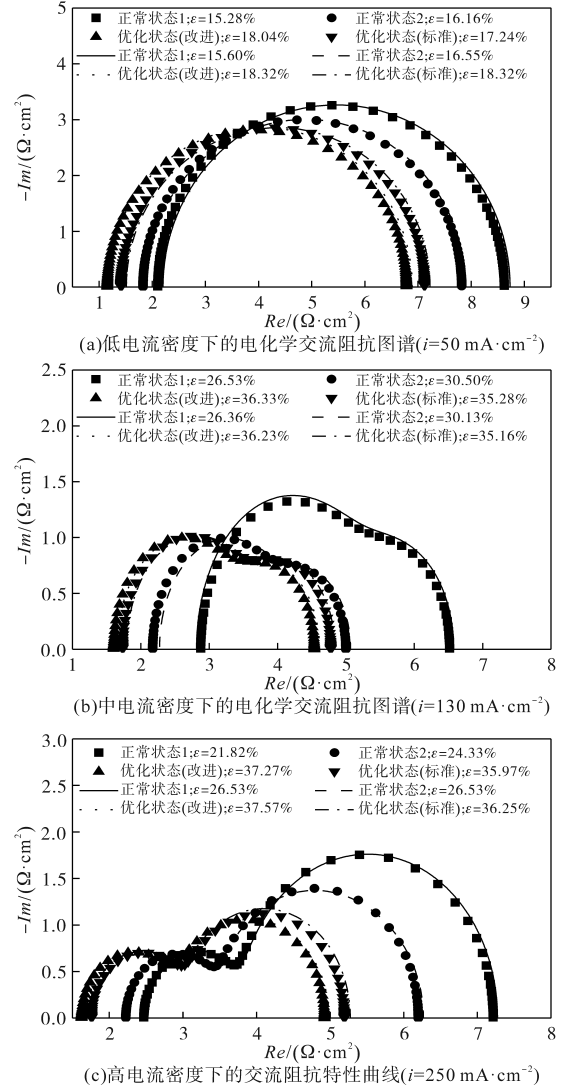 5
4
3
2
1
0
−Im/(Ω·cm²)
正常状态1;ε=15.28% 正常状态2;ε=16.16%
优化状态(改进);ε=18.04% 优化状态(标准);ε=17.24%
正常状态1;ε=15.60% 正常状态2;ε=16.55%
优化状态(改进);ε=18.32% 优化状态(标准);ε=18.32%
1 2 3 4 5 6 7 8 9
Re/(Ω·cm²)
(a)低电流密度下的电化学交流阻抗图谱(i=50 mA·cm⁻²)
2.5
2.0
1.5
1.0
0.5
0.0
−Im/(Ω·cm²)
正常状态1;ε=26.53% 正常状态2;ε=30.50%
优化状态(改进);ε=36.33% 优化状态(标准);ε=35.28%
正常状态1;ε=26.36% 正常状态2;ε=30.13%
优化状态(改进);ε=36.23% 优化状态(标准);ε=35.16%
1 2 3 4 5 6 7 8
Re/(Ω·cm²)
(b)中电流密度下的电化学交流阻抗图谱(i=130 mA·cm⁻²)
3.0
2.5
2.0
1.5
1.0
0.5
0.0
−Im/(Ω·cm²)
正常状态1;ε=21.82% 正常状态2;ε=24.33%
优化状态(改进);ε=37.27% 优化状态(标准);ε=35.97%
正常状态1;ε=26.53% 正常状态2;ε=26.53%
优化状态(改进);ε=37.57% 优化状态(标准);ε=36.25%
2 3 4 5 6 7 8
Re/(Ω·cm²)
(c)高电流密度下的交流阻抗特性曲线(i=250 mA·cm⁻²)